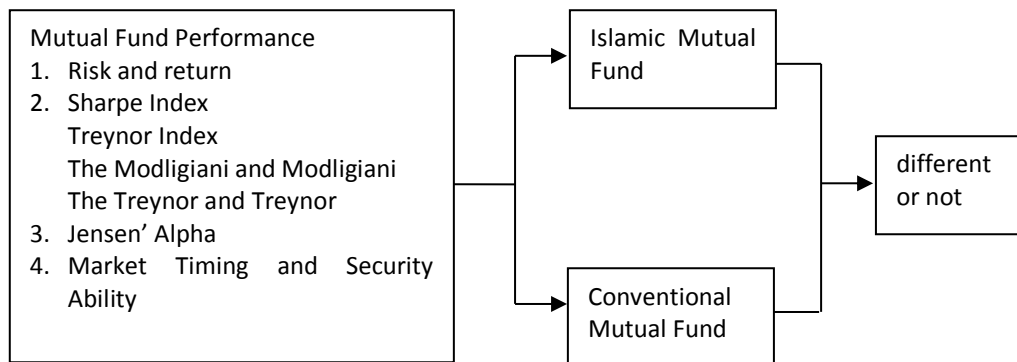 Mutual Fund Performance
1. Risk and return
2. Sharpe Index
Treynor Index
The Modligiani and Modligiani
The Treynor and Treynor
3. Jensen' Alpha
4. Market Timing and Security
Ability
Islamic Mutual
Fund
Conventional
Mutual Fund
different
or not